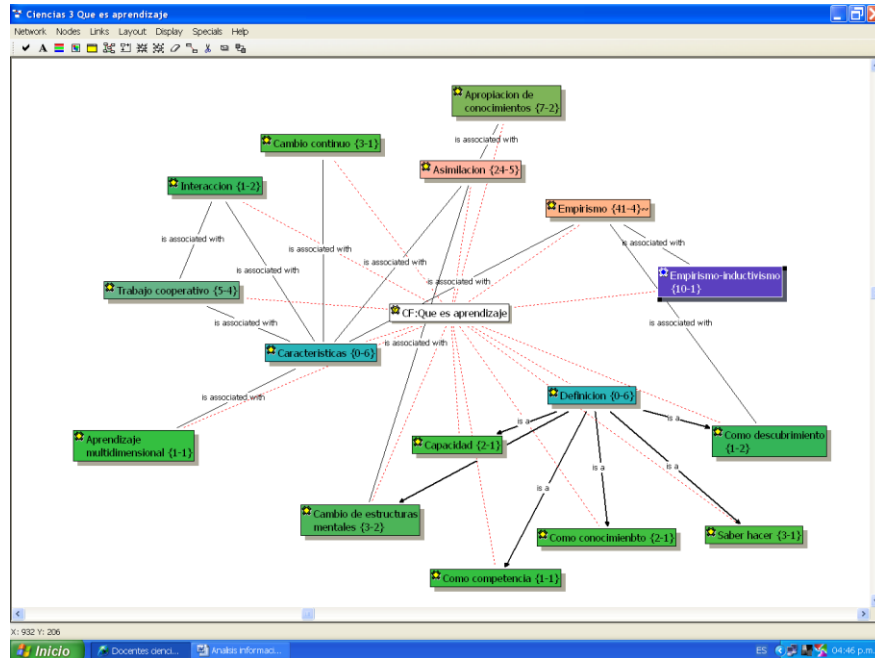 Ciencias 3 Que es aprendizaje
Network Nodes Links Layout Display Specials Help
Apropiacion de
conocimientos {7-2}
is associated with
Cambio continuo {3-1}
Asimilacion {24-5}
Interaccion {1-2}
Empirismo {41-4}~
is associated with
is associated with
is associated with
is associated with
is associated with
Empirismo-inductivismo
{10-1}
Trabajo cooperativo {5-4}
CF:Que es aprendizaje
is associated with
is associated with
is associated with
Caracteristicas {0-6}
is associated with
Definicion {0-6}
Aprendizaje
multidimensional {1-1}
Capacidad {2-1}
is a
is a
Como descubrimiento
{1-2}
is a
is a
is a
Cambio de estructuras
mentales {3-2}
Como conocimienbto {2-1}
Saber hacer {3-1}
Como competencia {1-1}
X: 932 Y: 206
Inicio
Docentes cienci...
Analisis informaci...
ES
04:46 p.m.